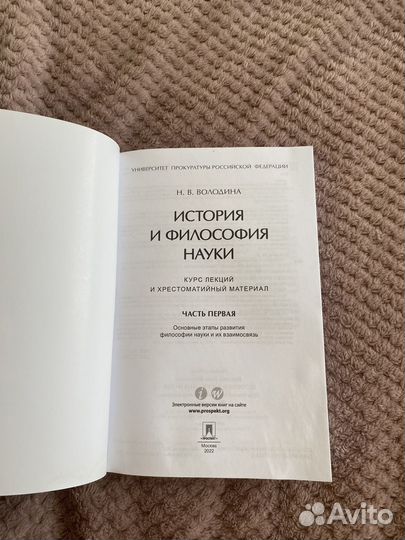 УНИВЕРСИТЕТ ПРОКУРАТУРЫ РОССИЙСКОЙ ФЕДЕРАЦИИ
Н. В. ВОЛОДИНА
ИСТОРИЯ
И ФИЛОСОФИЯ
НАУКИ
КУРС ЛЕКЦИЙ
И ХРЕСТОМАТИЙНЫЙ МАТЕРИАЛ
ЧАСТЬ ПЕРВАЯ
Основные этапы развития
философии науки и их взаимосвязь
Электронные версии книг на сайте
www.prospekt.org
•ПРОСПЕКТ•
Москва
2022
Avito